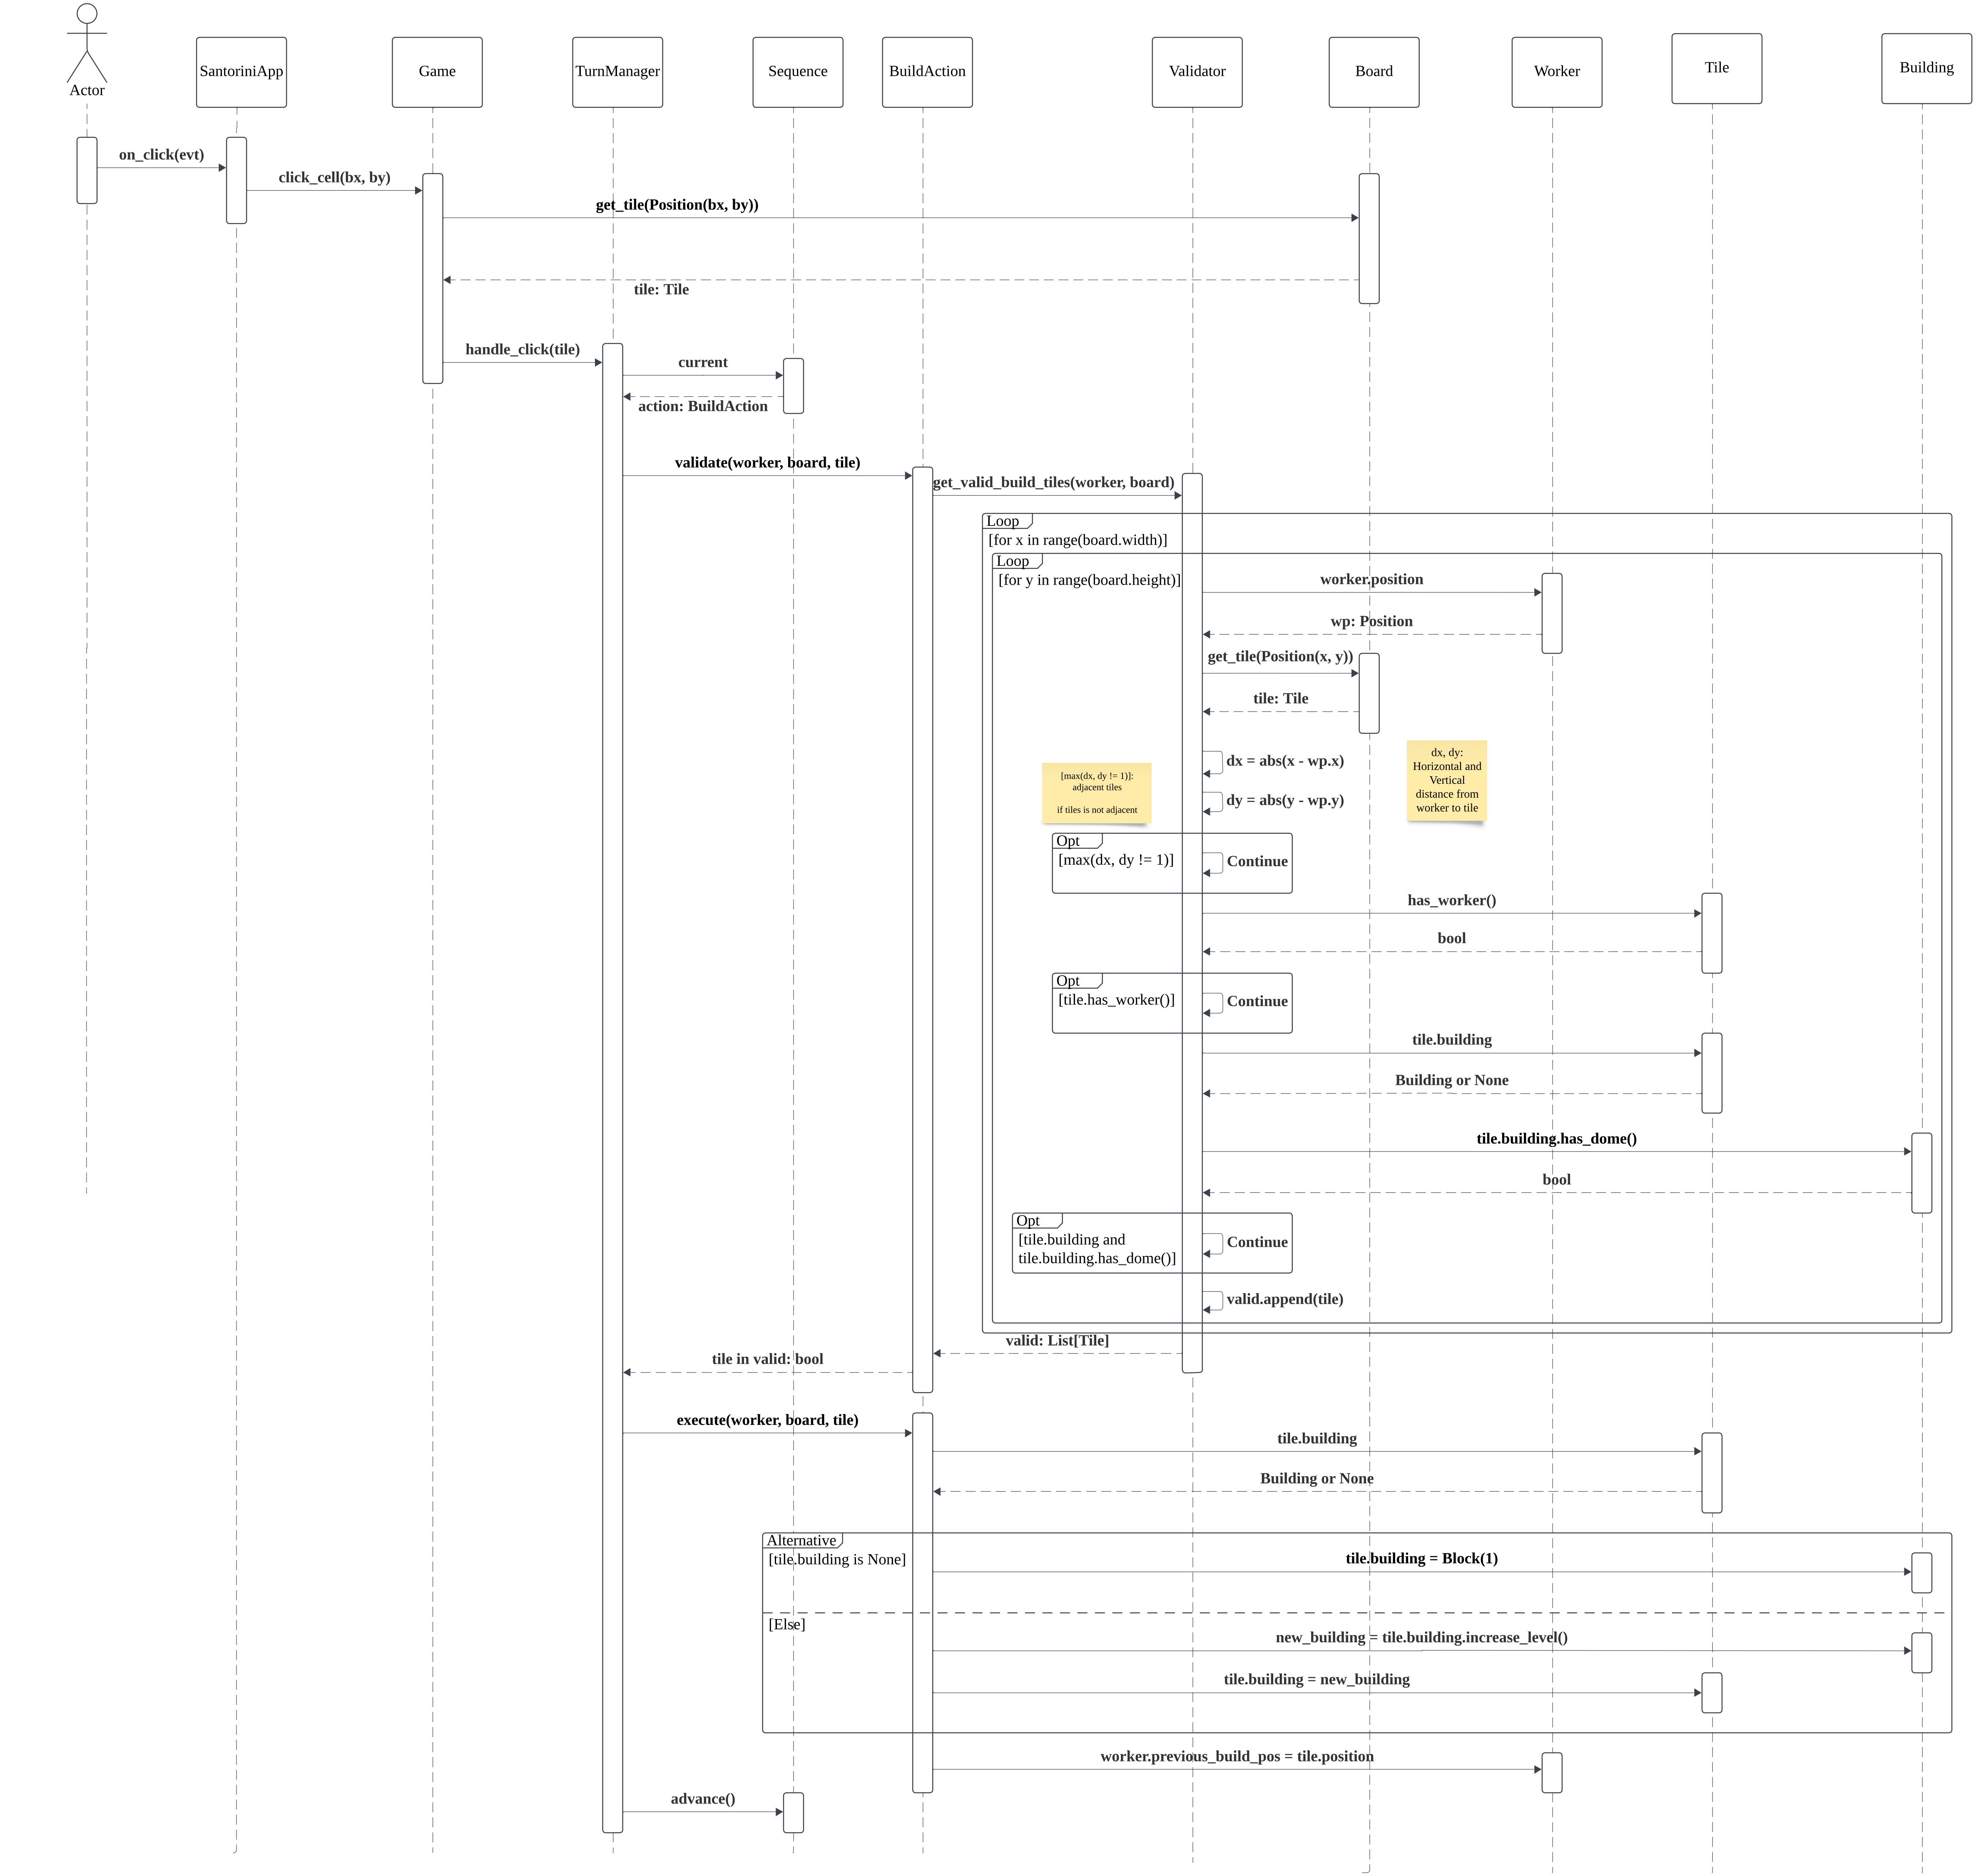 Actor
SantoriniApp
Game
TurnManager
Sequence
BuildAction
Validator
Board
Worker
Tile
Building
on_click(evt)
click_cell(bx, by)
get_tile(Position(bx, by))
tile: Tile
handle_click(tile)
current
action: BuildAction
validate(worker, board, tile)
get_valid_build_tiles(worker, board)
Loop
[for x in range(board.width)]
Loop
[for y in range(board.height)]
worker.position
wp: Position
get_tile(Position(x, y))
tile: Tile
dx = abs(x - wp.x)
dy = abs(y - wp.y)
[max(dx, dy != 1)]:
adjacent tiles
if tiles is not adjacent
dx, dy:
Horizontal and
Vertical
distance from
worker to tile
Opt
[max(dx, dy != 1)]
Continue
has_worker()
bool
Opt
[tile.has_worker()]
Continue
tile.building
Building or None
tile.building.has_dome()
bool
Opt
[tile.building and
tile.building.has_dome()]
Continue
valid.append(tile)
valid: List[Tile]
tile in valid: bool
execute(worker, board, tile)
tile.building
Building or None
Alternative
[tile.building is None]
tile.building = Block(1)
[Else]
new_building = tile.building.increase_level()
tile.building = new_building
worker.previous_build_pos = tile.position
advance()